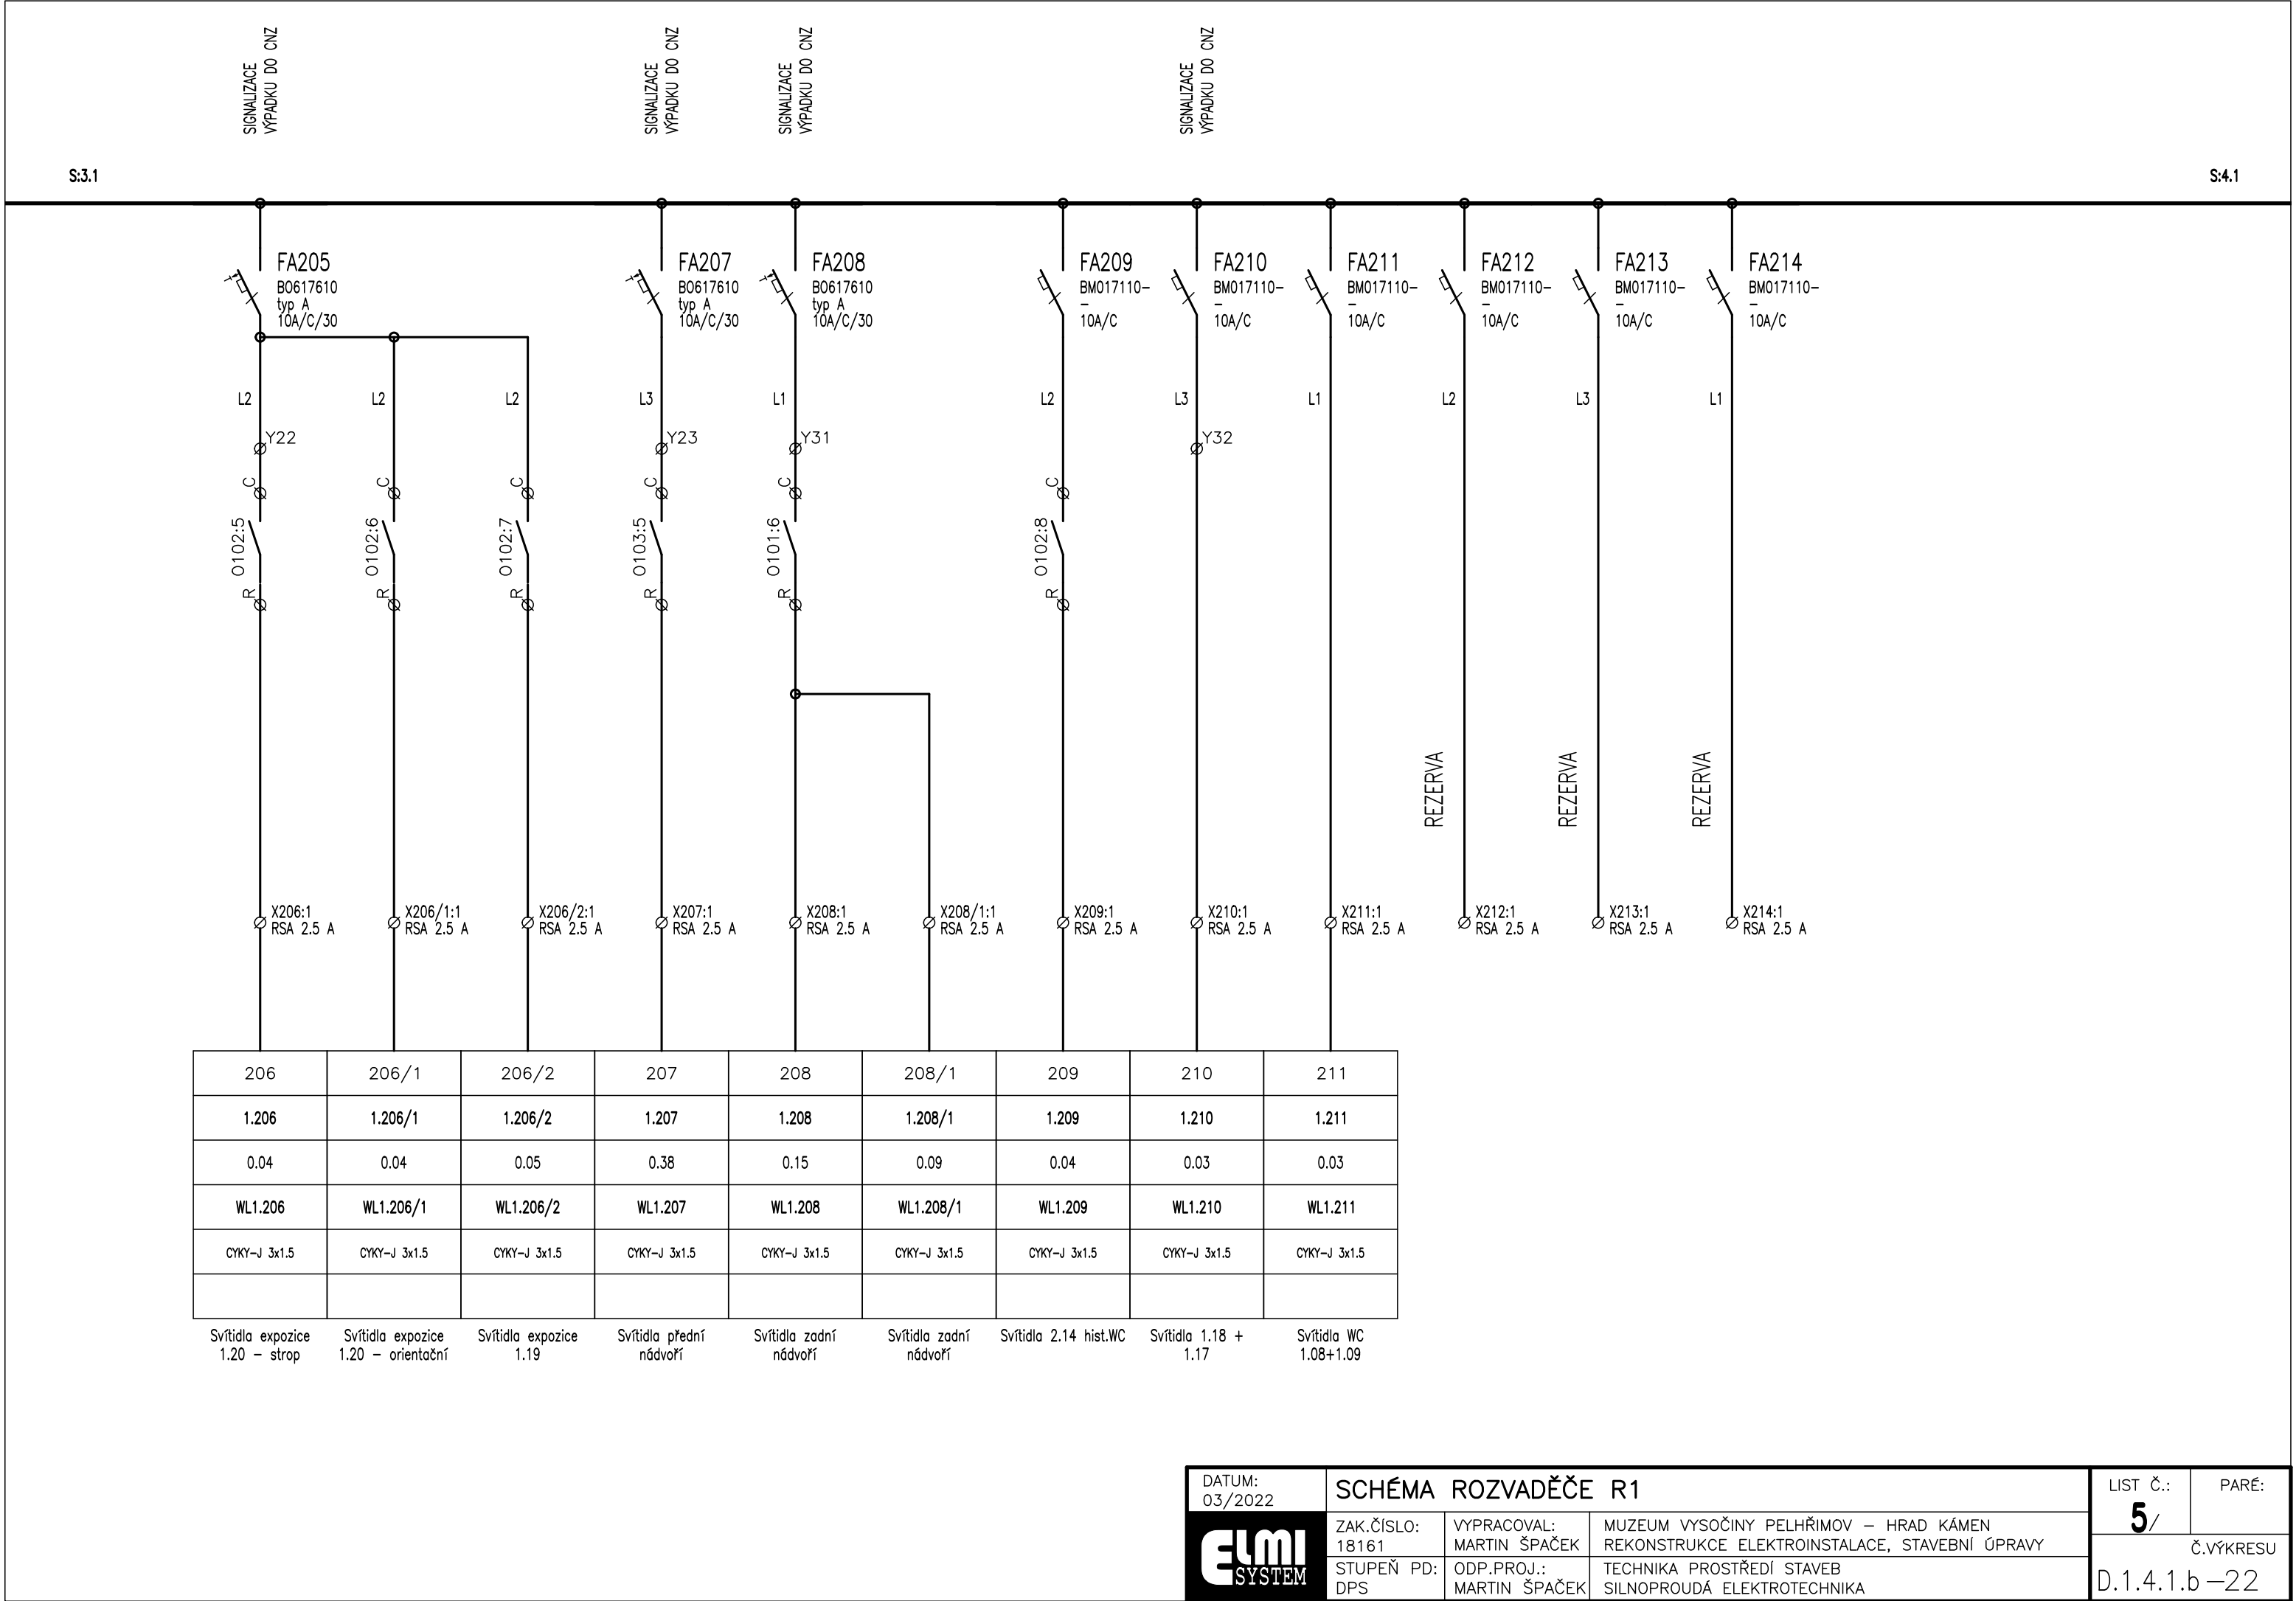 SIGNALIZACE
VÝPADKU DO CNZ
SIGNALIZACE
VÝPADKU DO CNZ
SIGNALIZACE
VÝPADKU DO CNZ
SIGNALIZACE
VÝPADKU DO CNZ
S:3.1
S:4.1
FA205
BO617610
typ A
10A/C/30
FA207
BO617610
typ A
10A/C/30
FA208
BO617610
typ A
10A/C/30
FA209
BM017110-
-
10A/C
FA210
BM017110-
-
10A/C
FA211
BM017110-
-
10A/C
FA212
BM017110-
-
10A/C
FA213
BM017110-
-
10A/C
FA214
BM017110-
-
10A/C
L2 L2 L2 L3 L1 L2 L3 L1 L2 L3 L1
Y22 Y23 Y31 Y32
C C C C C C
O102:5 O102:6 O102:7 O103:5 O101:6 O102:8
R R R R R R
REZERVA REZERVA REZERVA
X206:1
RSA 2.5 A
X206/1:1
RSA 2.5 A
X206/2:1
RSA 2.5 A
X207:1
RSA 2.5 A
X208:1
RSA 2.5 A
X208/1:1
RSA 2.5 A
X209:1
RSA 2.5 A
X210:1
RSA 2.5 A
X211:1
RSA 2.5 A
X212:1
RSA 2.5 A
X213:1
RSA 2.5 A
X214:1
RSA 2.5 A
206 206/1 206/2 207 208 208/1 209 210 211
1.206 1.206/1 1.206/2 1.207 1.208 1.208/1 1.209 1.210 1.211
0.04 0.04 0.05 0.38 0.15 0.09 0.04 0.03 0.03
WL1.206 WL1.206/1 WL1.206/2 WL1.207 WL1.208 WL1.208/1 WL1.209 WL1.210 WL1.211
CYKY-J 3x1.5 CYKY-J 3x1.5 CYKY-J 3x1.5 CYKY-J 3x1.5 CYKY-J 3x1.5 CYKY-J 3x1.5 CYKY-J 3x1.5 CYKY-J 3x1.5 CYKY-J 3x1.5
Svítidla expozice
1.20 - strop
Svítidla expozice
1.20 - orientační
Svítidla expozice
1.19
Svítidla přední
nádvoří
Svítidla zadní
nádvoří
Svítidla zadní
nádvoří
Svítidla 2.14 hist.WC
Svítidla 1.18 +
1.17
Svítidla WC
1.08+1.09
DATUM:
03/2022
SCHÉMA ROZVADĚČE R1
LIST Č.:
5/
PARÉ:
ELMI
SYSTEM
ZAK.ČÍSLO:
18161
VYPRACOVAL:
MARTIN ŠPAČEK
MUZEUM VYSOČINY PELHŘIMOV – HRAD KÁMEN
REKONSTRUKCE ELEKTROINSTALACE, STAVEBNÍ ÚPRAVY
STUPEŇ PD:
DPS
ODP.PROJ.:
MARTIN ŠPAČEK
TECHNIKA PROSTŘEDÍ STAVEB
SILNOPROUDÁ ELEKTROTECHNIKA
Č.VÝKRESU
D.1.4.1.b –22